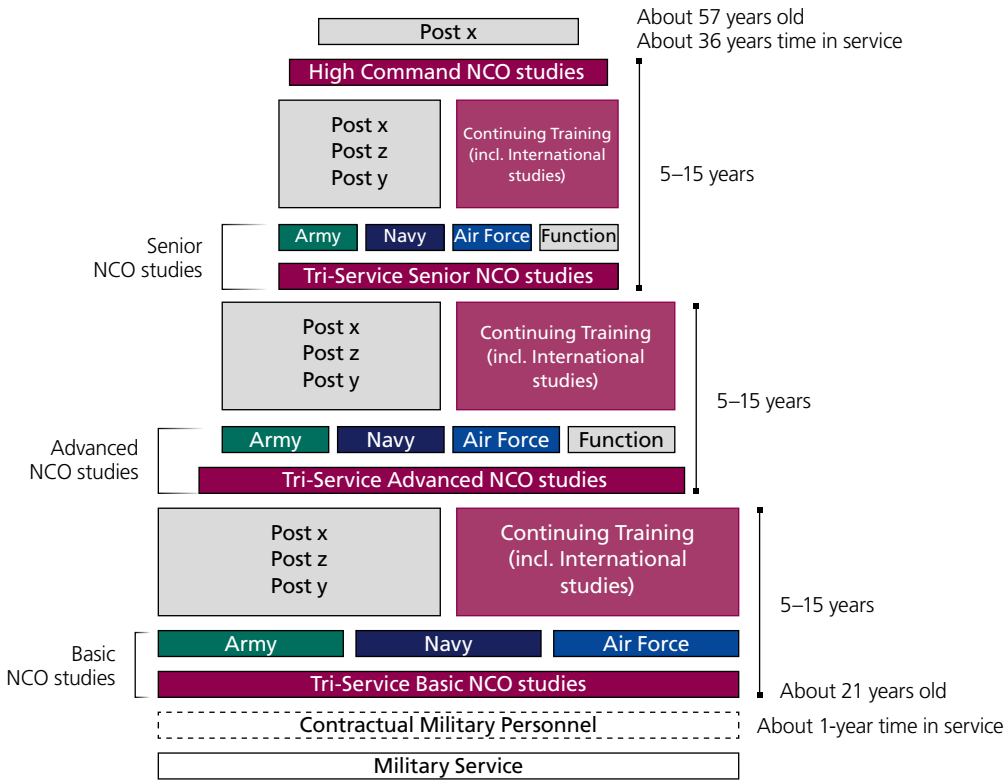 Post x
About 57 years old
About 36 years time in service
High Command NCO studies
Post x
Post z
Post y
Continuing Training
(incl. International
studies)
5–15 years
Senior
NCO studies
Army
Navy
Air Force
Function
Tri-Service Senior NCO studies
Post x
Post z
Post y
Continuing Training
(incl. International
studies)
5–15 years
Advanced
NCO studies
Army
Navy
Air Force
Function
Tri-Service Advanced NCO studies
Post x
Post z
Post y
Continuing Training
(incl. International
studies)
5–15 years
Basic
NCO studies
Army
Navy
Air Force
Tri-Service Basic NCO studies
About 21 years old
Contractual Military Personnel
About 1-year time in service
Military Service